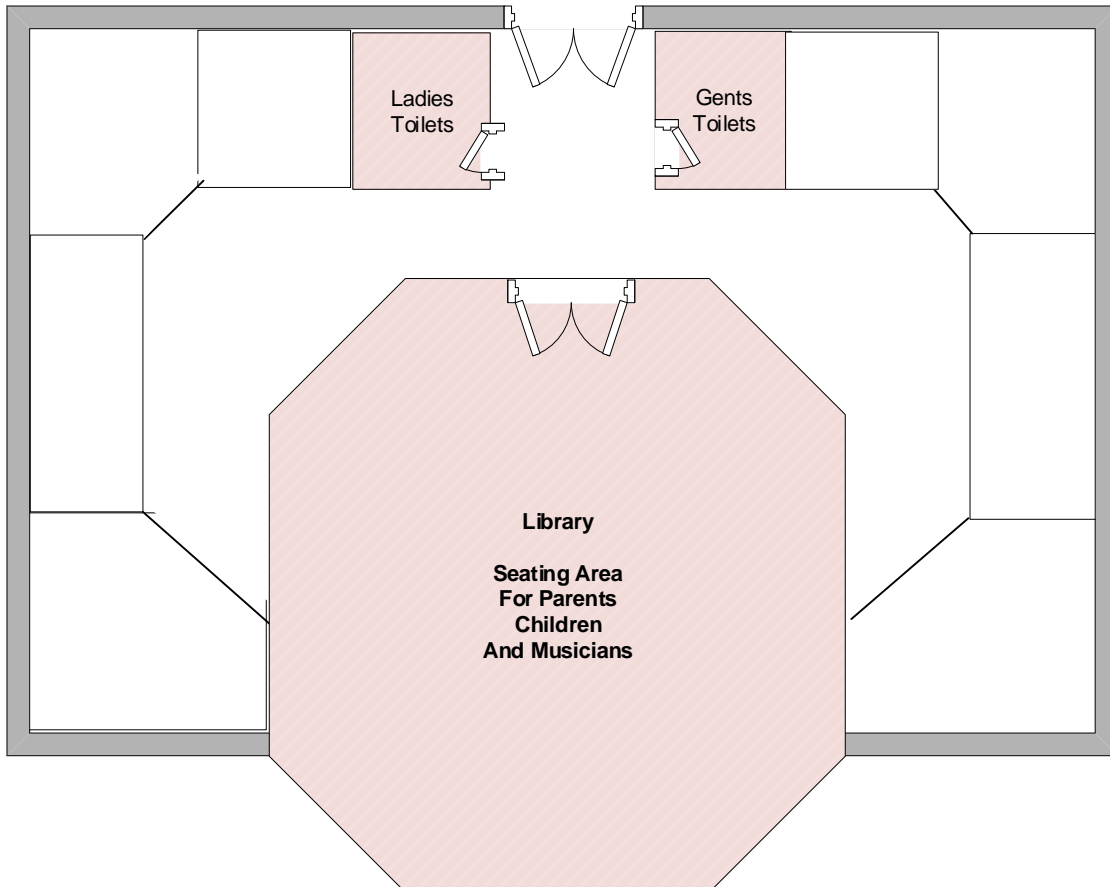 Ladies
Toilets
Gents
Toilets
Library
Seating Area
For Parents
Children
And Musicians